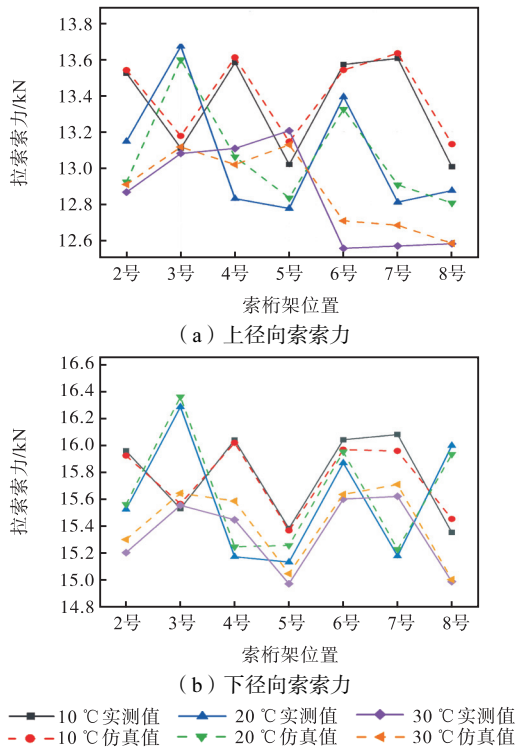 13.8
13.6
13.4
13.2
13.0
12.8
12.6
拉索索力/kN
2号 3号 4号 5号 6号 7号 8号
索桁架位置
（a）上径向索索力
16.6
16.4
16.2
16.0
15.8
15.6
15.4
15.2
15.0
14.8
拉索索力/kN
2号 3号 4号 5号 6号 7号 8号
索桁架位置
（b）下径向索索力
10 ℃实测值 20 ℃实测值 30 ℃实测值
10 ℃仿真值 20 ℃仿真值 30 ℃仿真值